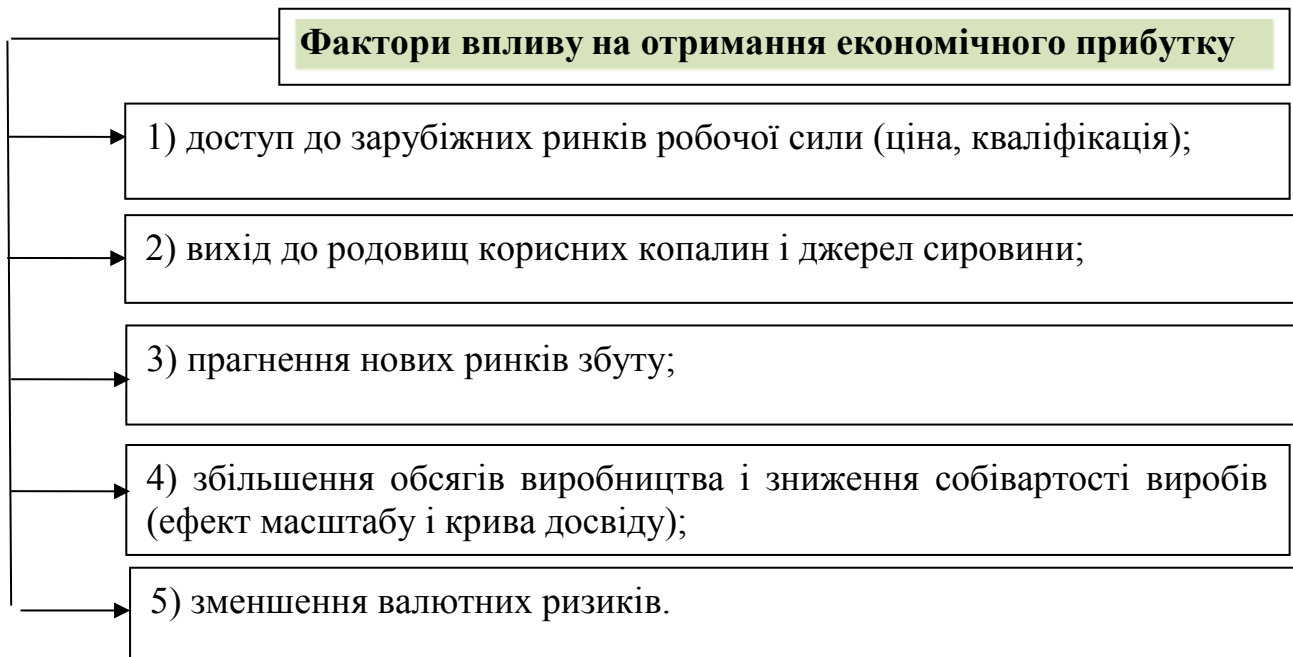 Фактори впливу на отримання економічного прибутку
1) доступ до зарубіжних ринків робочої сили (ціна, кваліфікація);
2) вихід до родовищ корисних копалин і джерел сировини;
3) прагнення нових ринків збуту;
4) збільшення обсягів виробництва і зниження собівартості виробів
(ефект масштабу і крива досвіду);
5) зменшення валютних ризиків.